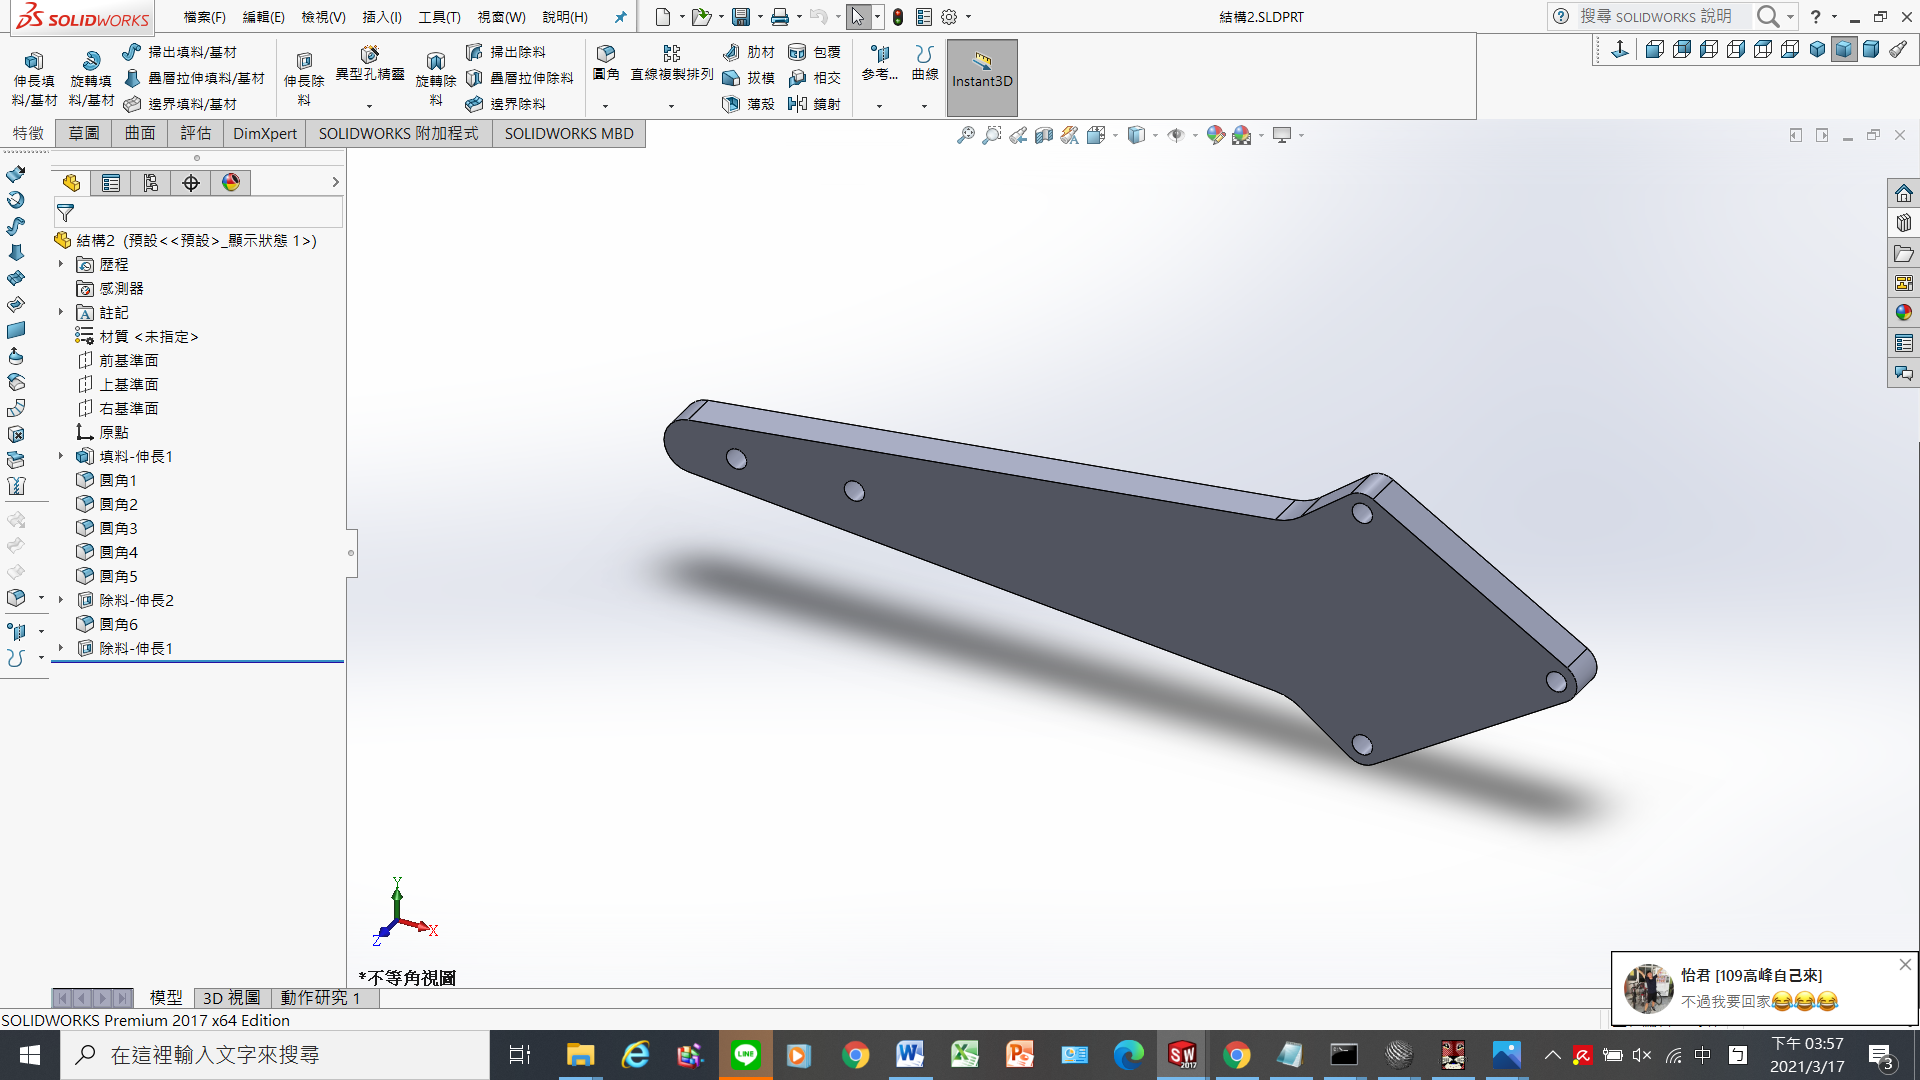 SOLIDWORKS 檔案(F) 編輯(E) 檢視(V) 插入(I) 工具(T) 視窗(W) 說明(H) 結構2.SLDPRT 搜尋 SOLIDWORKS 說明
伸長填料/基材 旋轉填料/基材 掃出填料/基材
疊層拉伸填料/基材
邊界填料/基材
伸長除料 異型孔精靈 旋轉除料 掃出除料
疊層拉伸除料
邊界除料
圓角 直線複製排列 肋材 包覆
拔模 相交
薄殼 鏡射
參考... 曲線 Instant3D
特徵 草圖 曲面 評估 DimXpert SOLIDWORKS 附加程式 SOLIDWORKS MBD
結構2 (預設<<預設>_顯示狀態 1>)
歷程
感測器
註記
材質 <未指定>
前基準面
上基準面
右基準面
原點
填料-伸長1
圓角1
圓角2
圓角3
圓角4
圓角5
除料-伸長2
圓角6
除料-伸長1
Y
X
Z
*不等角視圖
模型 3D 視圖 動作研究 1
SOLIDWORKS Premium 2017 x64 Edition
怡君 [109高峰自己來]
不過我要回家😂😂😂
在這裡輸入文字來搜尋
LINE
SW 2017
中
下午 03:57
2021/3/17
3